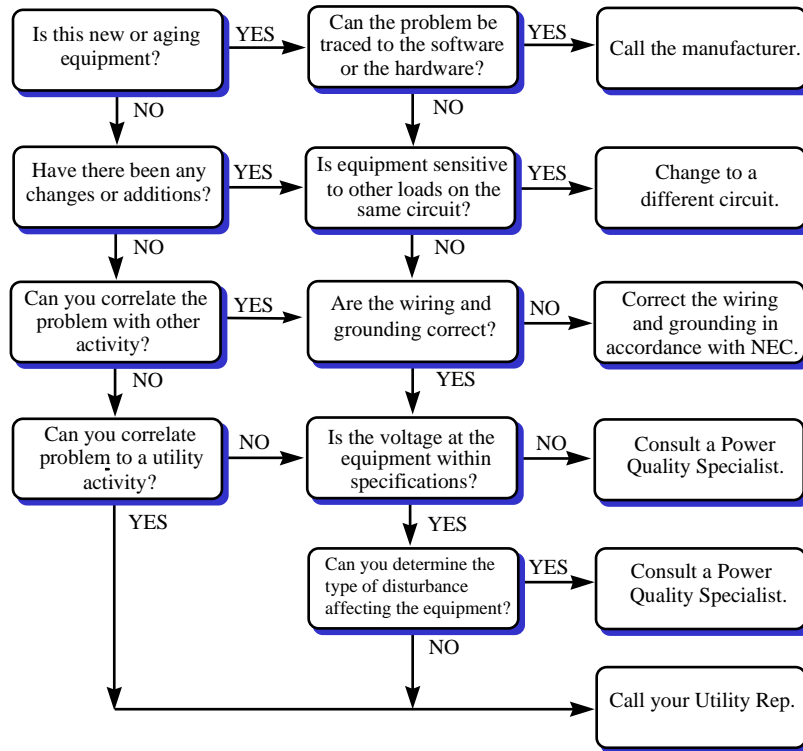 Is this new or aging
equipment?
YES
Can the problem be
traced to the software
or the hardware?
YES
Call the manufacturer.
NO
NO
Have there been any
changes or additions?
YES
Is equipment sensitive
to other loads on the
same circuit?
YES
Change to a
different circuit.
NO
NO
Can you correlate the
problem with other
activity?
YES
Are the wiring and
grounding correct?
NO
Correct the wiring
and grounding in
accordance with NEC.
NO
YES
Can you correlate
problem to a utility
activity?
NO
Is the voltage at the
equipment within
specifications?
NO
Consult a Power
Quality Specialist.
YES
YES
Can you determine the
type of disturbance
affecting the equipment?
YES
Consult a Power
Quality Specialist.
NO
Call your Utility Rep.